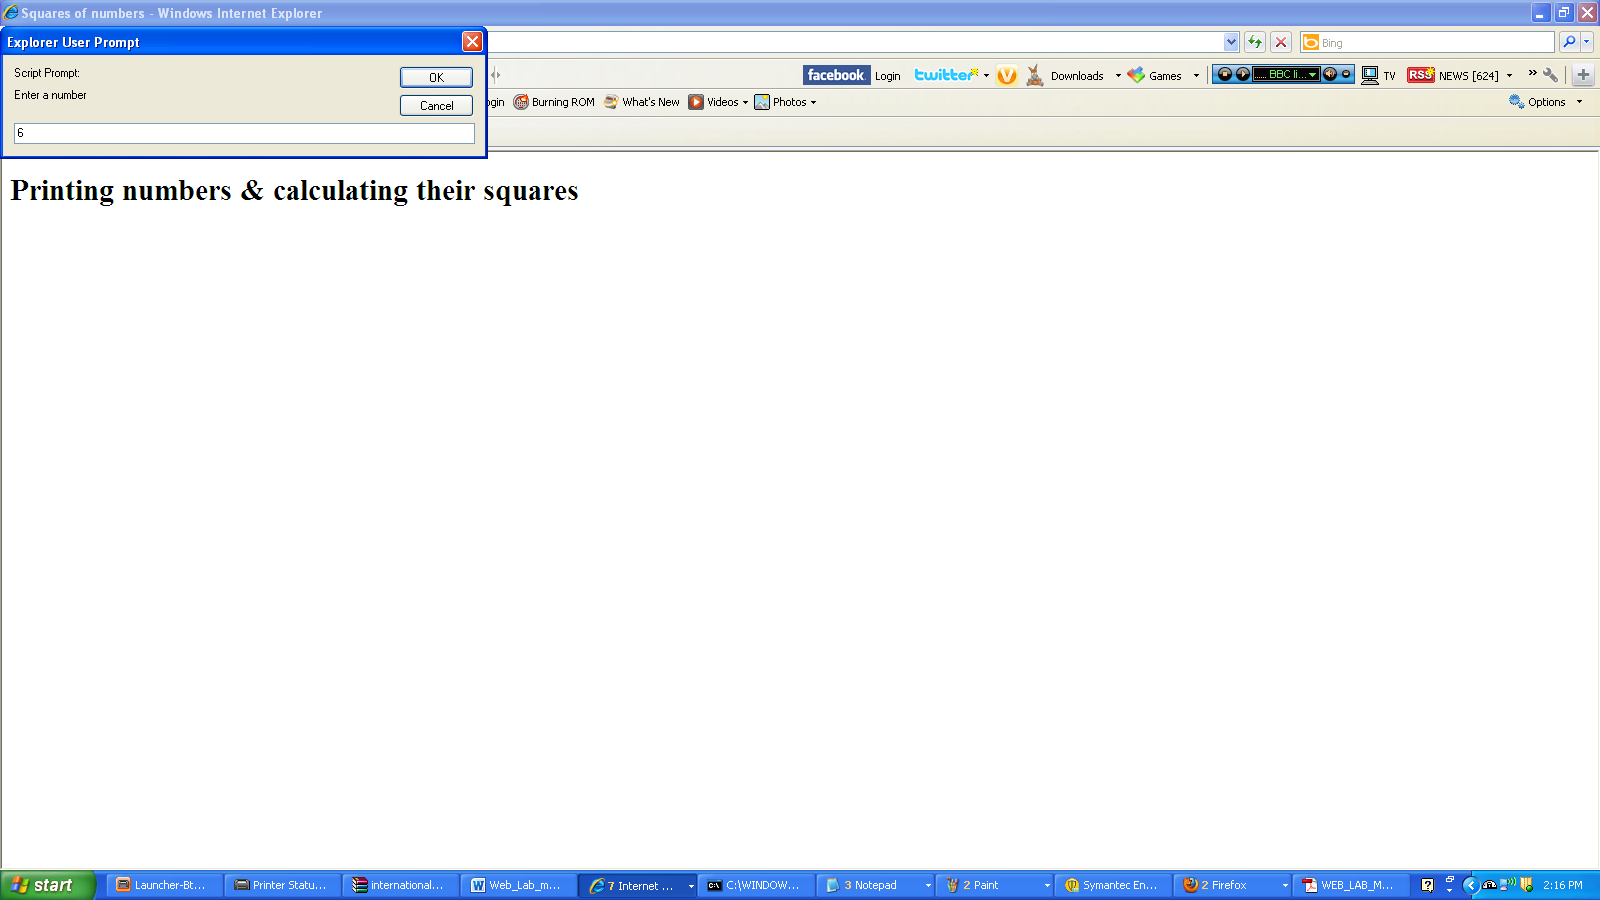 Squares of numbers - Windows Internet Explorer
Explorer User Prompt
Script Prompt:
OK
Enter a number
Cancel
6
Bing
facebook Login twitter Downloads Games .... BBC li... TV RSS NEWS [624] »
ogin Burning ROM What's New Videos Photos Options
Printing numbers & calculating their squares
start Launcher-Bt... Printer Statu... international... Web_Lab_m... 7 Internet ... C:\WINDOW... 3 Notepad 2 Paint Symantec En... 2 Firefox WEB_LAB_M... 2:16 PM